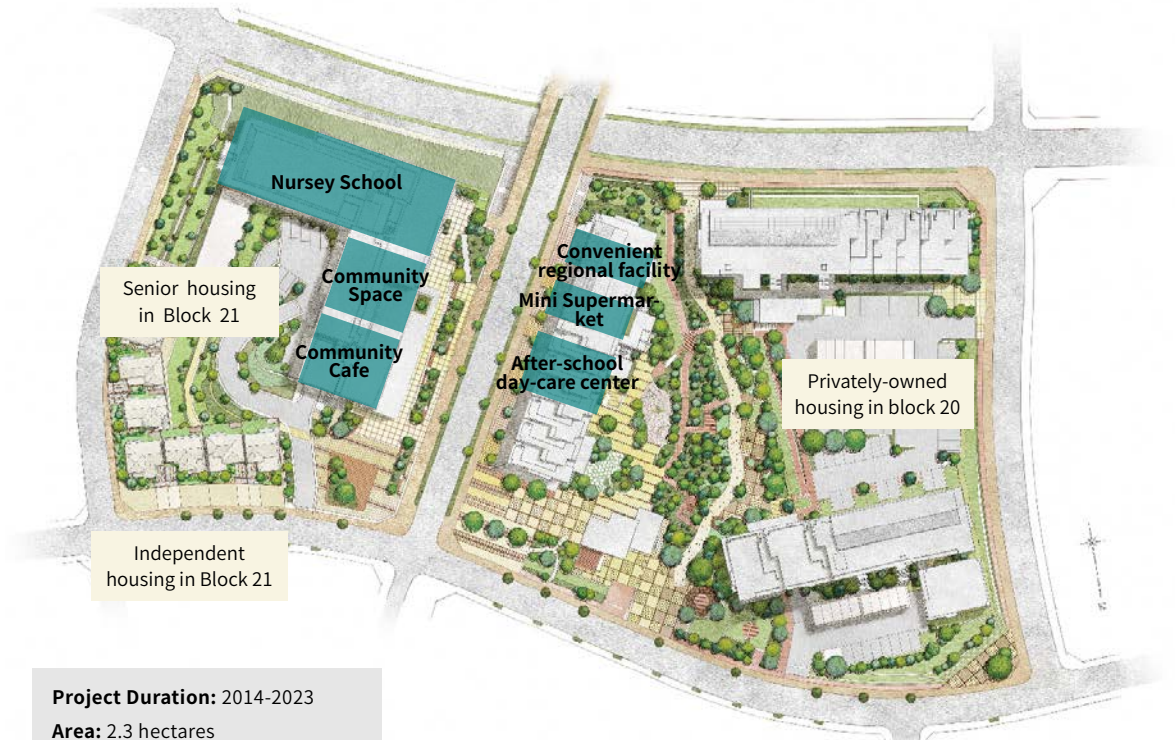 Nursey School
Community
Space
Community
Cafe
Senior housing
in Block 21
Convenient
regional facility
Mini Supermar-
ket
After-school
day-care center
Privately-owned
housing in block 20
Independent
housing in Block 21
Project Duration: 2014-2023
Area: 2.3 hectares